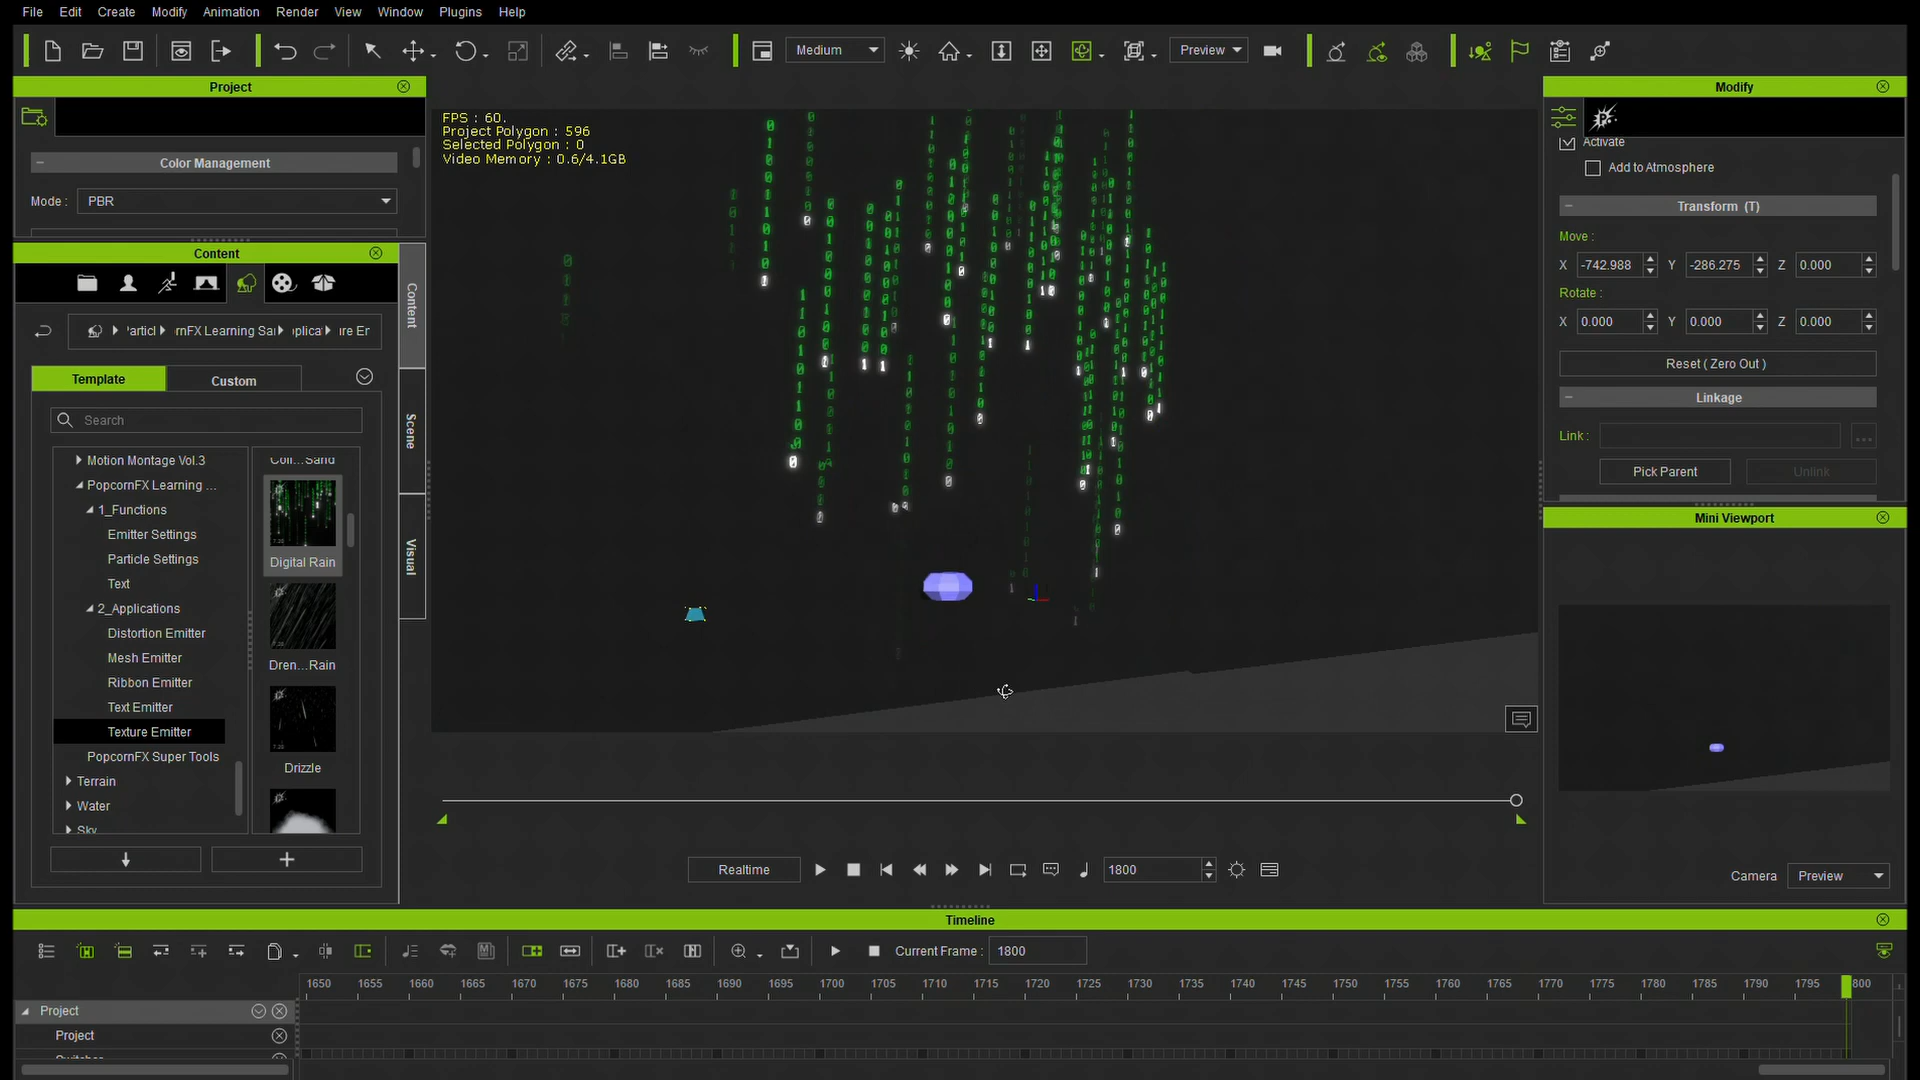 File Edit Create Modify Animation Render View Window Plugins Help
Medium
Preview
Project
Color Management
Mode : PBR
Content
Template Custom
Search
Motion Montage Vol.3
PopcornFX Learning ...
1_Functions
Emitter Settings
Particle Settings
Text
2_Applications
Distortion Emitter
Mesh Emitter
Ribbon Emitter
Text Emitter
Texture Emitter
PopcornFX Super Tools
Terrain
Water
Sky
Digital Rain
Dren...Rain
Drizzle
Content
Scene
Visual
FPS : 60.
Project Polygon : 596
Selected Polygon : 0
Video Memory : 0.6/4.1GB
Realtime
1800
Modify
Activate
Add to Atmosphere
Transform (T)
Move :
X -742.988 Y -286.275 Z 0.000
Rotate :
X 0.000 Y 0.000 Z 0.000
Reset ( Zero Out )
Linkage
Link :
...
Pick Parent Unlink
Mini Viewport
Camera Preview
Timeline
Current Frame : 1800
1650 1655 1660 1665 1670 1675 1680 1685 1690 1695 1700 1705 1710 1715 1720 1725 1730 1735 1740 1745 1750 1755 1760 1765 1770 1775 1780 1785 1790 1795 800
Project
Project